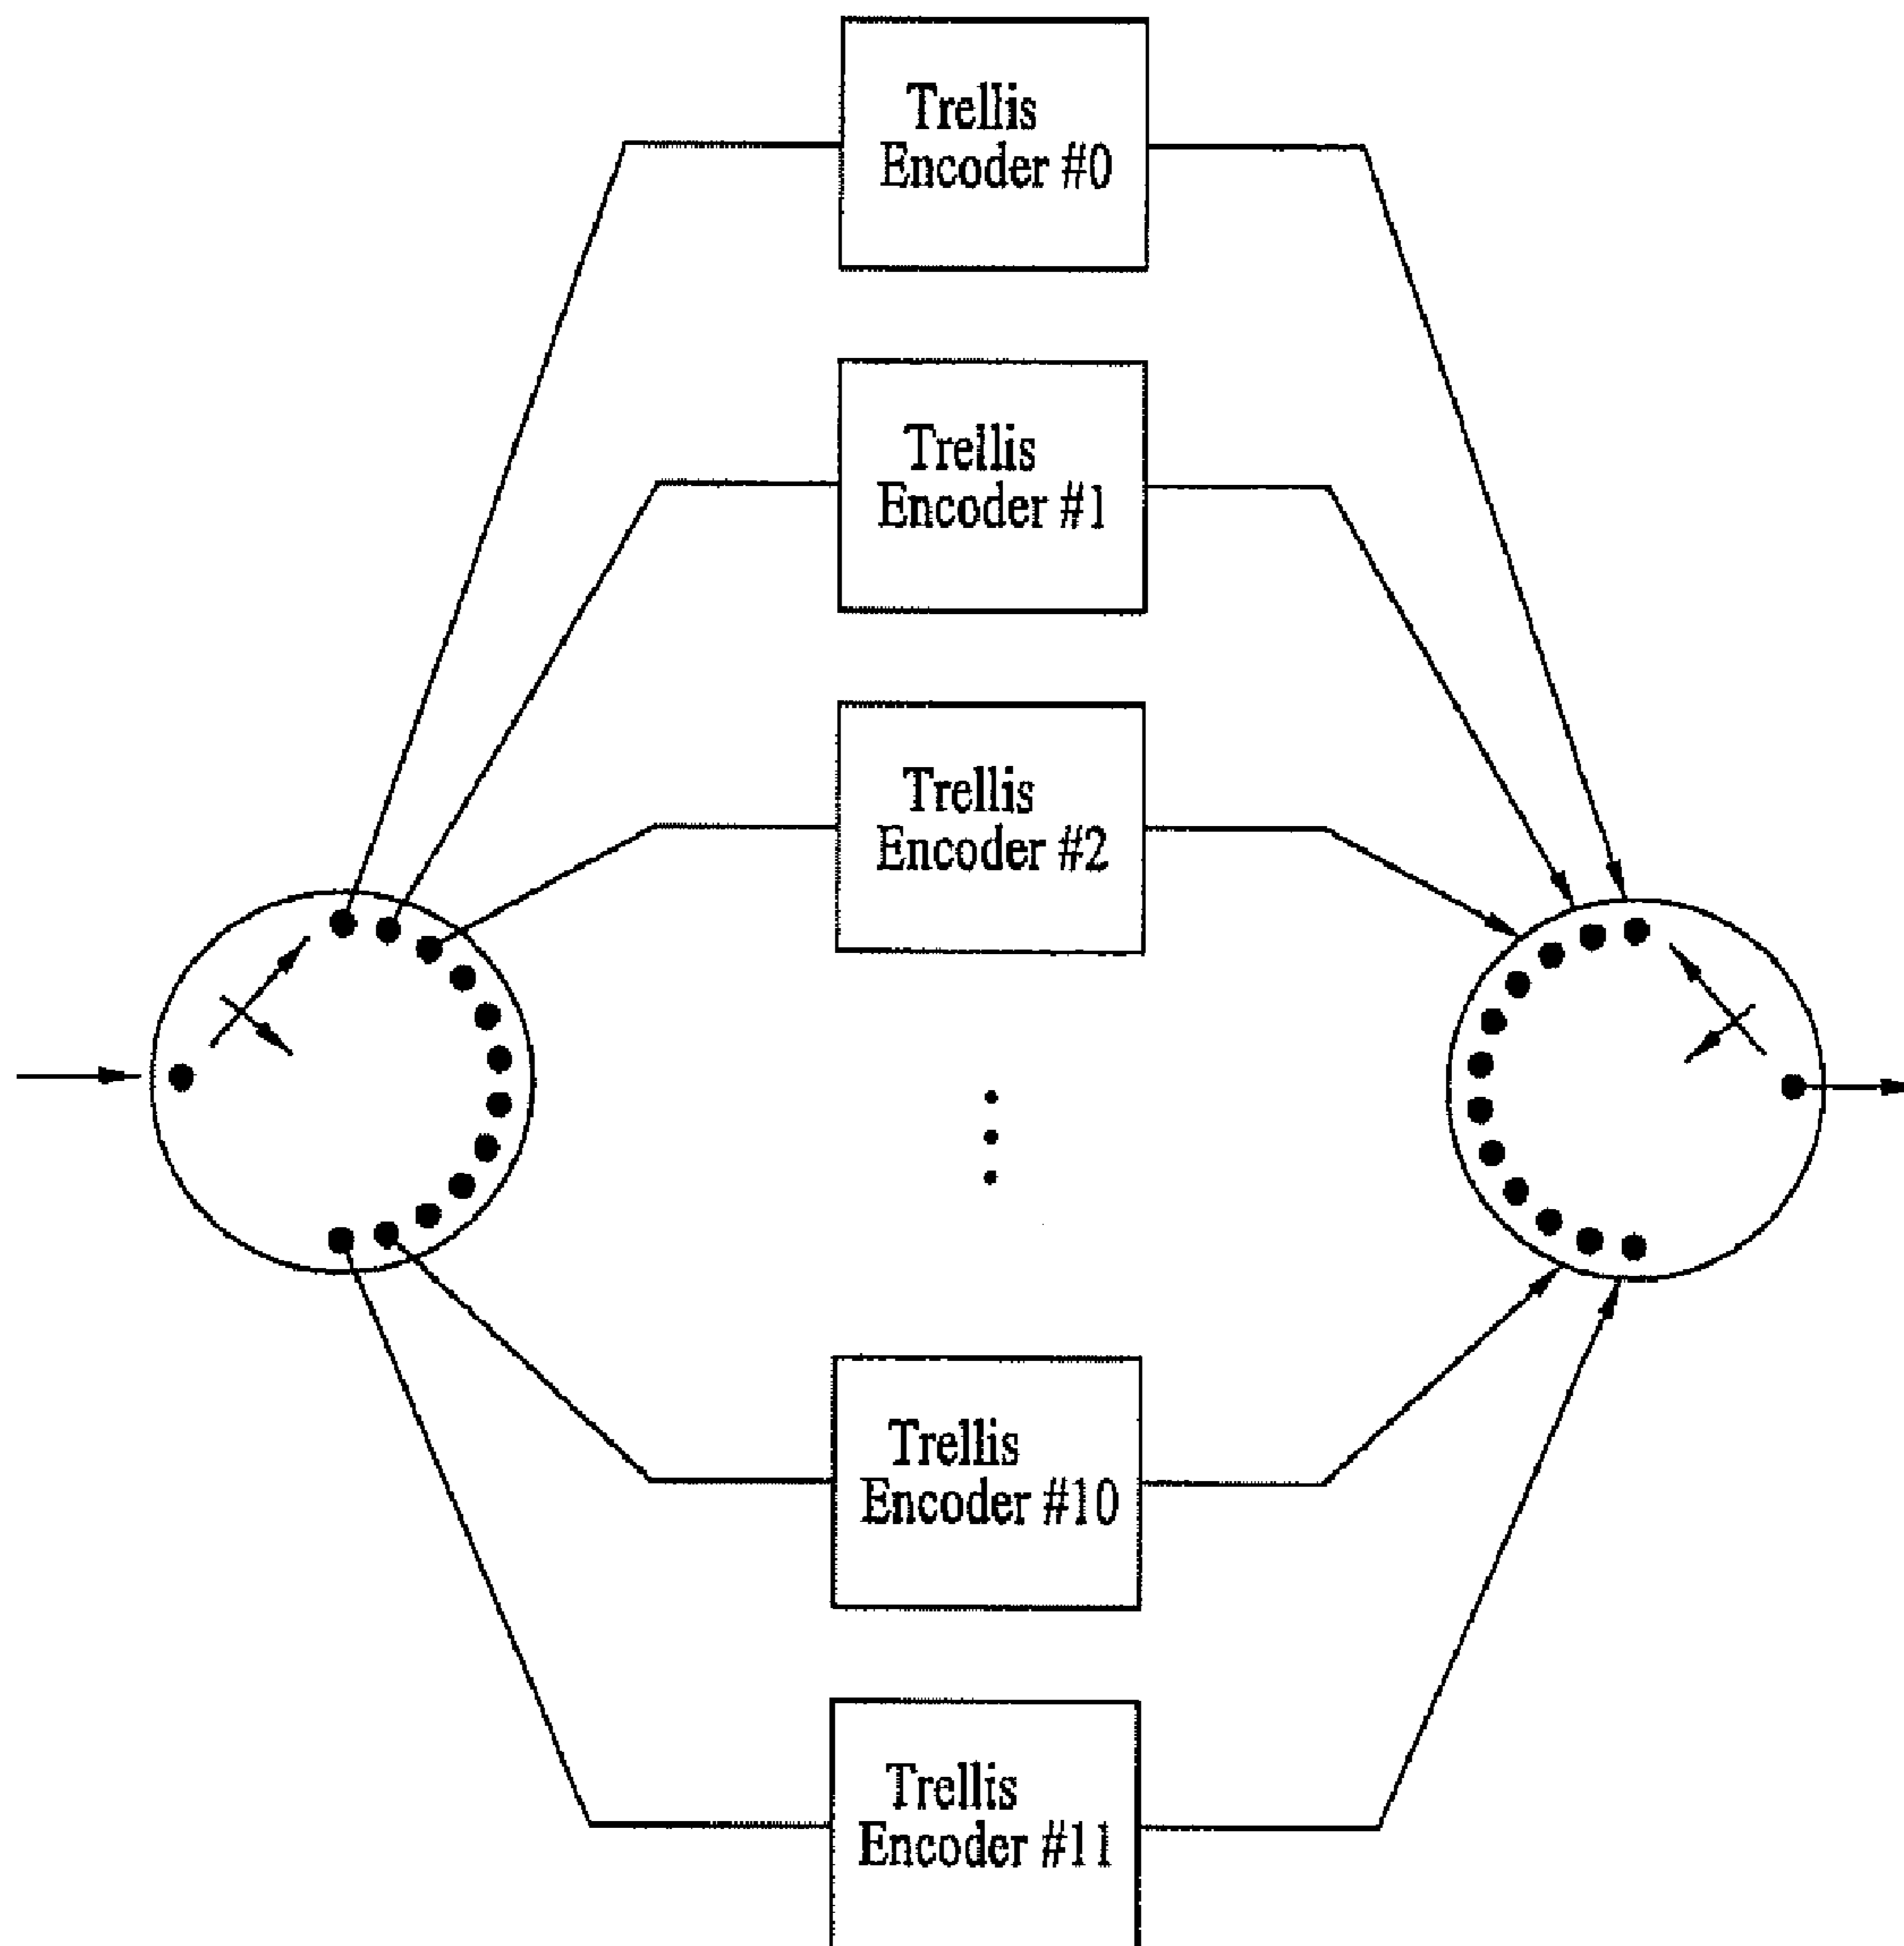 Trellis
Encoder #0
Trellis
Encoder #1
Trellis
Encoder #2
Trellis
Encoder #10
Trellis
Encoder #11